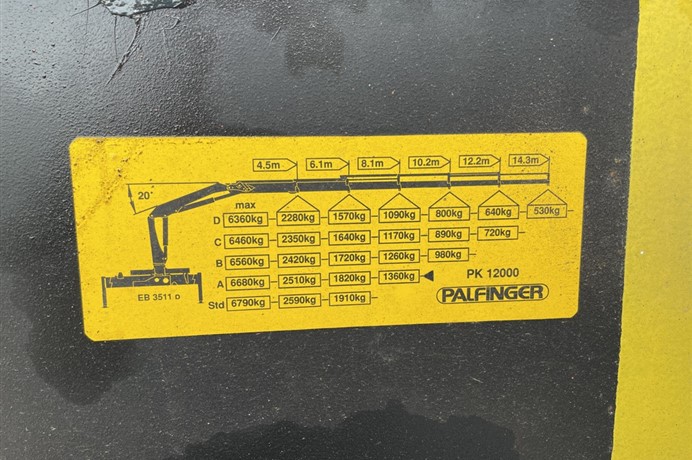 4.5m 6.1m 8.1m 10.2m 12.2m 14.3m
20°
max
D 6360kg 2280kg 1570kg 1090kg 800kg 640kg 530kg
C 6460kg 2350kg 1640kg 1170kg 890kg 720kg
B 6560kg 2420kg 1720kg 1260kg 980kg
A 6680kg 2510kg 1820kg 1360kg PK 12000
EB 3511 D PALFINGER
Std 6790kg 2590kg 1910kg